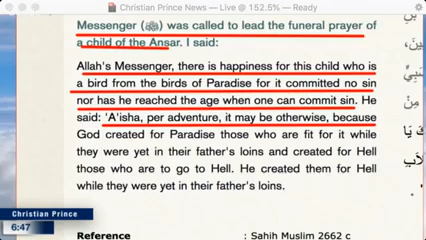 Christian Prince News — Live @ 152.5% — Ready
Messenger (ﷺ) was called to lead the funeral prayer of
a child of the Ansar. I said:
Allah's Messenger, there is happiness for this child who is
a bird from the birds of Paradise for it committed no sin
nor has he reached the age when one can commit sin. He
said: 'A'isha, per adventure, it may be otherwise, because
God created for Paradise those who are fit for it while
they were yet in their father's loins and created for Hell
those who are to go to Hell. He created them for Hell
while they were yet in their father's loins.
Christian Prince
6:47
Reference : Sahih Muslim 2662 c